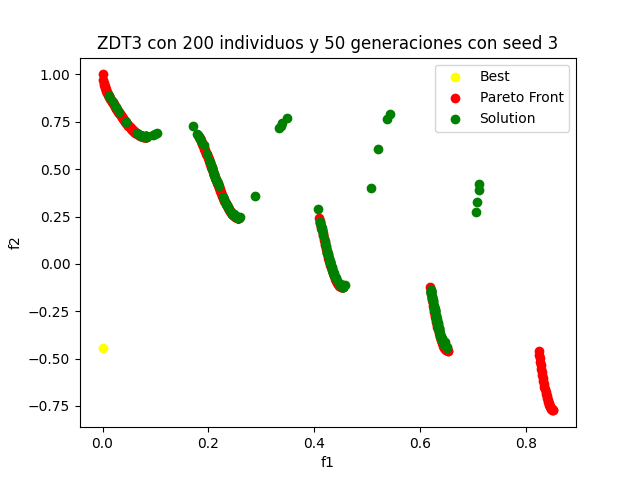 ZDT3 con 200 individuos y 50 generaciones con seed 3
Best
Pareto Front
Solution
1.00
0.75
0.50
0.25
0.00
−0.25
−0.50
−0.75
f2
0.0
0.2
0.4
0.6
0.8
f1